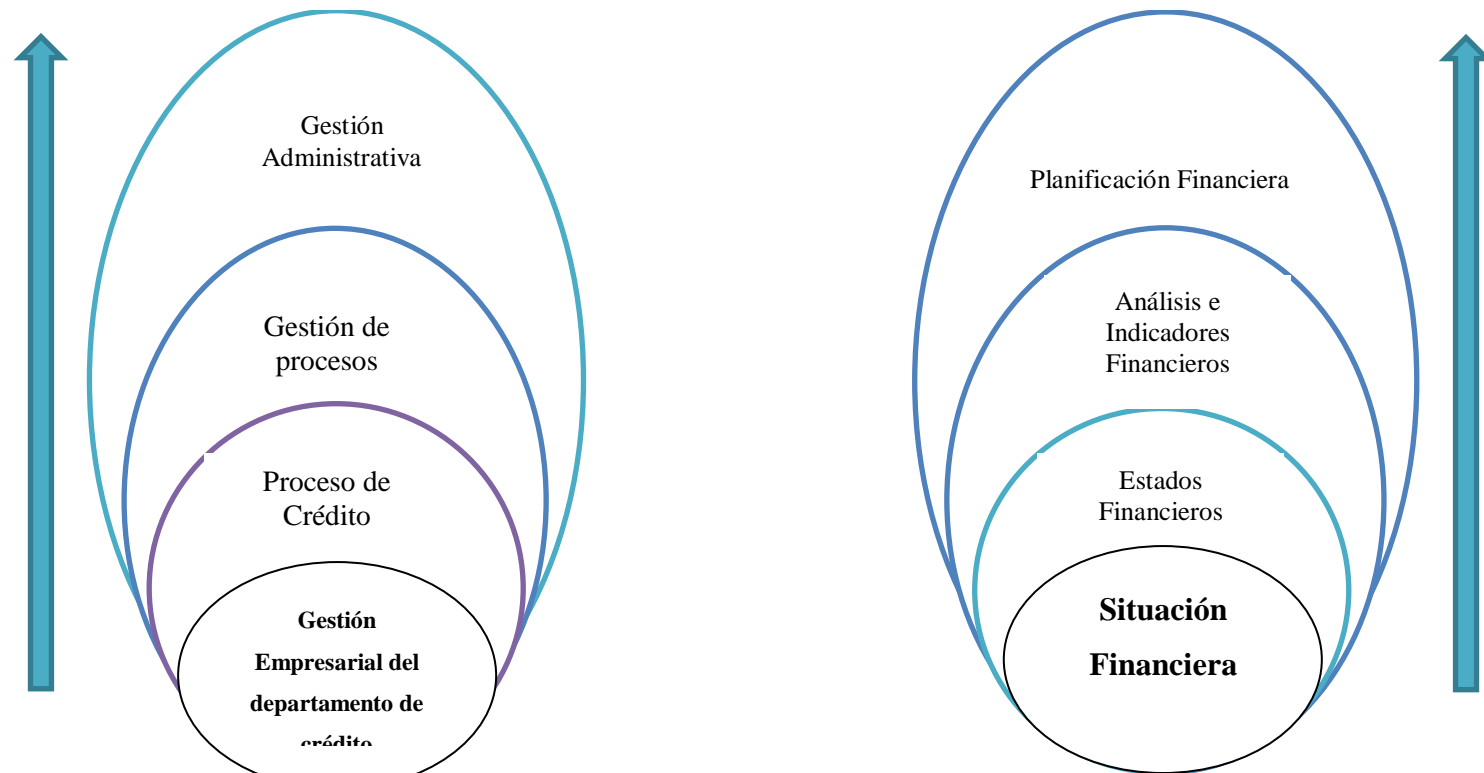 Gestión
Administrativa
Gestión de
procesos
Proceso de
Crédito
Gestión
Empresarial del
departamento de
crédito
Planificación Financiera
Análisis e
Indicadores
Financieros
Estados
Financieros
Situación
Financiera